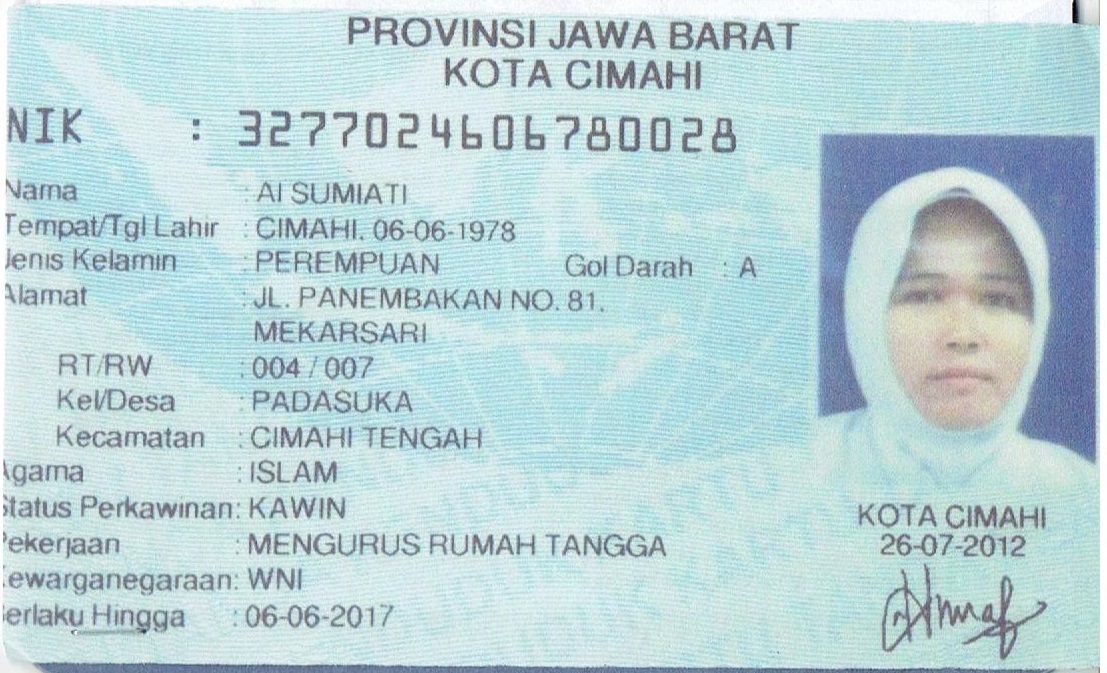 PROVINSI JAWA BARAT
KOTA CIMAHI
NIK : 3277024606780028
Nama : AI SUMIATI
Tempat/Tgl Lahir : CIMAHI. 06-06-1978
Jenis Kelamin : PEREMPUAN Gol Darah : A
Alamat : JL. PANEMBAKAN NO. 81.
MEKARSARI
RT/RW : 004 / 007
Kel/Desa : PADASUKA
Kecamatan : CIMAHI TENGAH
Agama : ISLAM
Status Perkawinan: KAWIN
Pekerjaan : MENGURUS RUMAH TANGGA
Kewarganegaraan: WNI
Berlaku Hingga : 06-06-2017
KOTA CIMAHI
26-07-2012